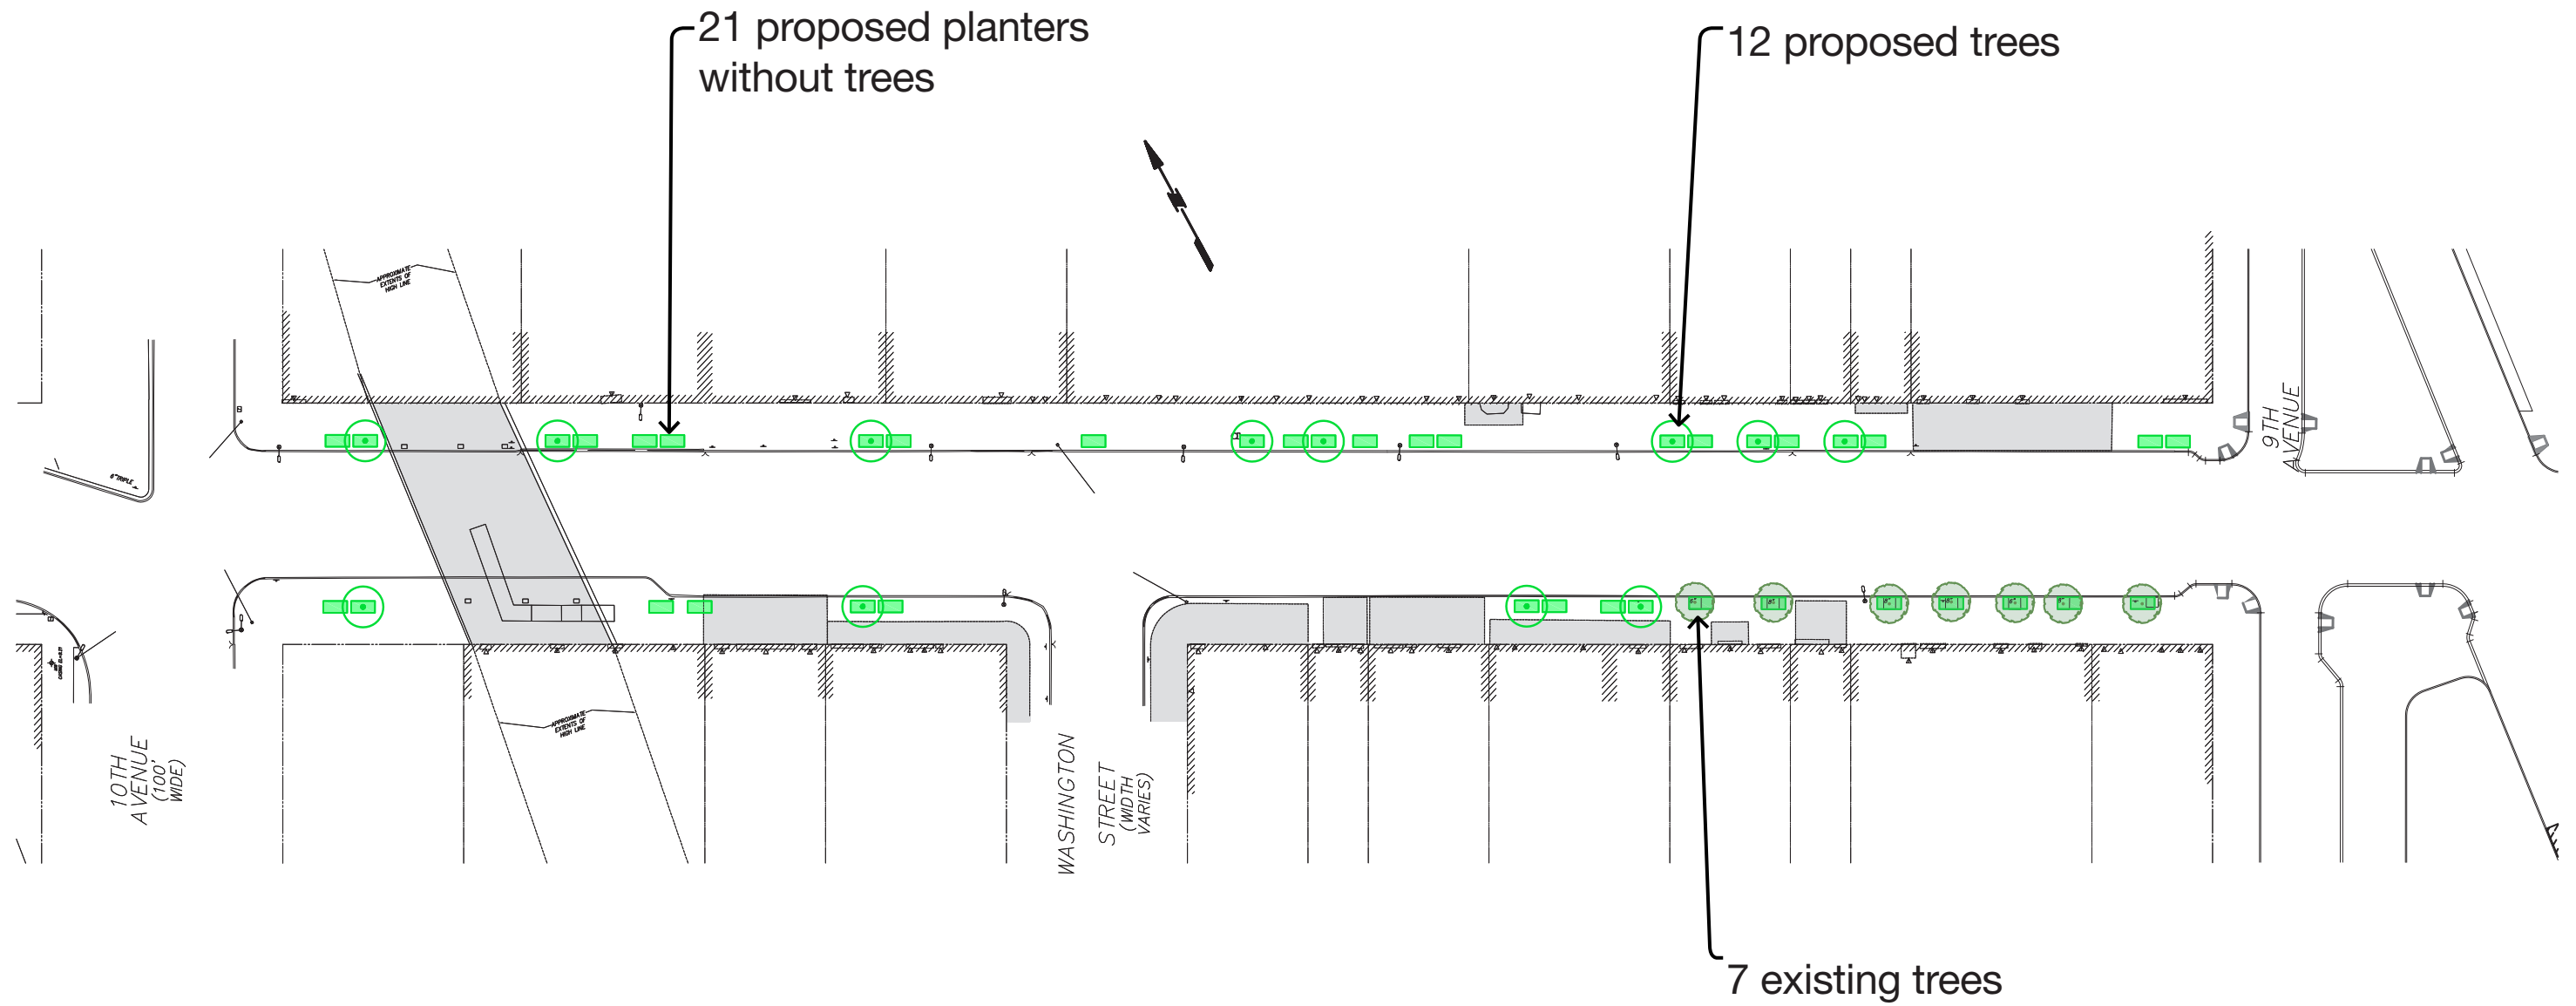 21 proposed planters
without trees
12 proposed trees
APPROXIMATE
EXTENTS OF
HIGH LINE
9TH
AVENUE
APPROXIMATE
EXTENTS OF
HIGH LINE
10TH
AVENUE
(100'
WIDE)
WASHINGTON
STREET
(WIDTH
VARIES)
7 existing trees